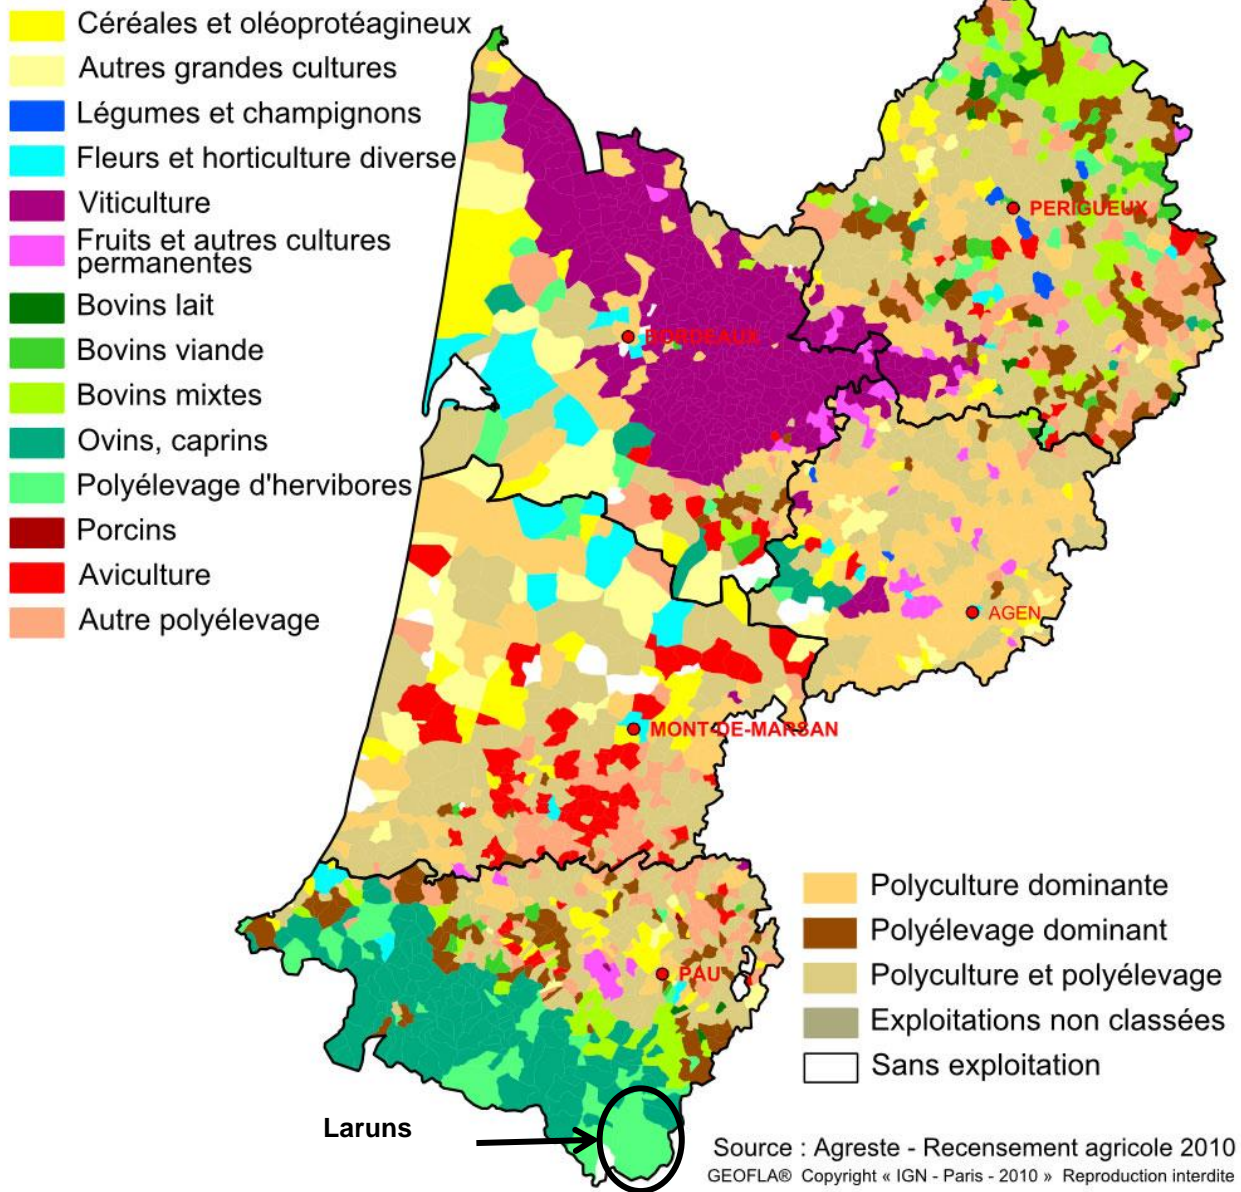 Céréales et oléoprotéagineux
Autres grandes cultures
Légumes et champignons
Fleurs et horticulture diverse
Viticulture
Fruits et autres cultures
permanentes
Bovins lait
Bovins viande
Bovins mixtes
Ovins, caprins
Polyélevage d'hervibores
Porcins
Aviculture
Autre polyélevage
PERIGUEUX
BORDEAUX
AGEN
MONT-DE-MARSAN
PAU
Polyculture dominante
Polyélevage dominant
Polyculture et polyélevage
Exploitations non classées
Sans exploitation
Laruns
Source : Agreste - Recensement agricole 2010
GEOFLA® Copyright « IGN - Paris - 2010 » Reproduction interdite